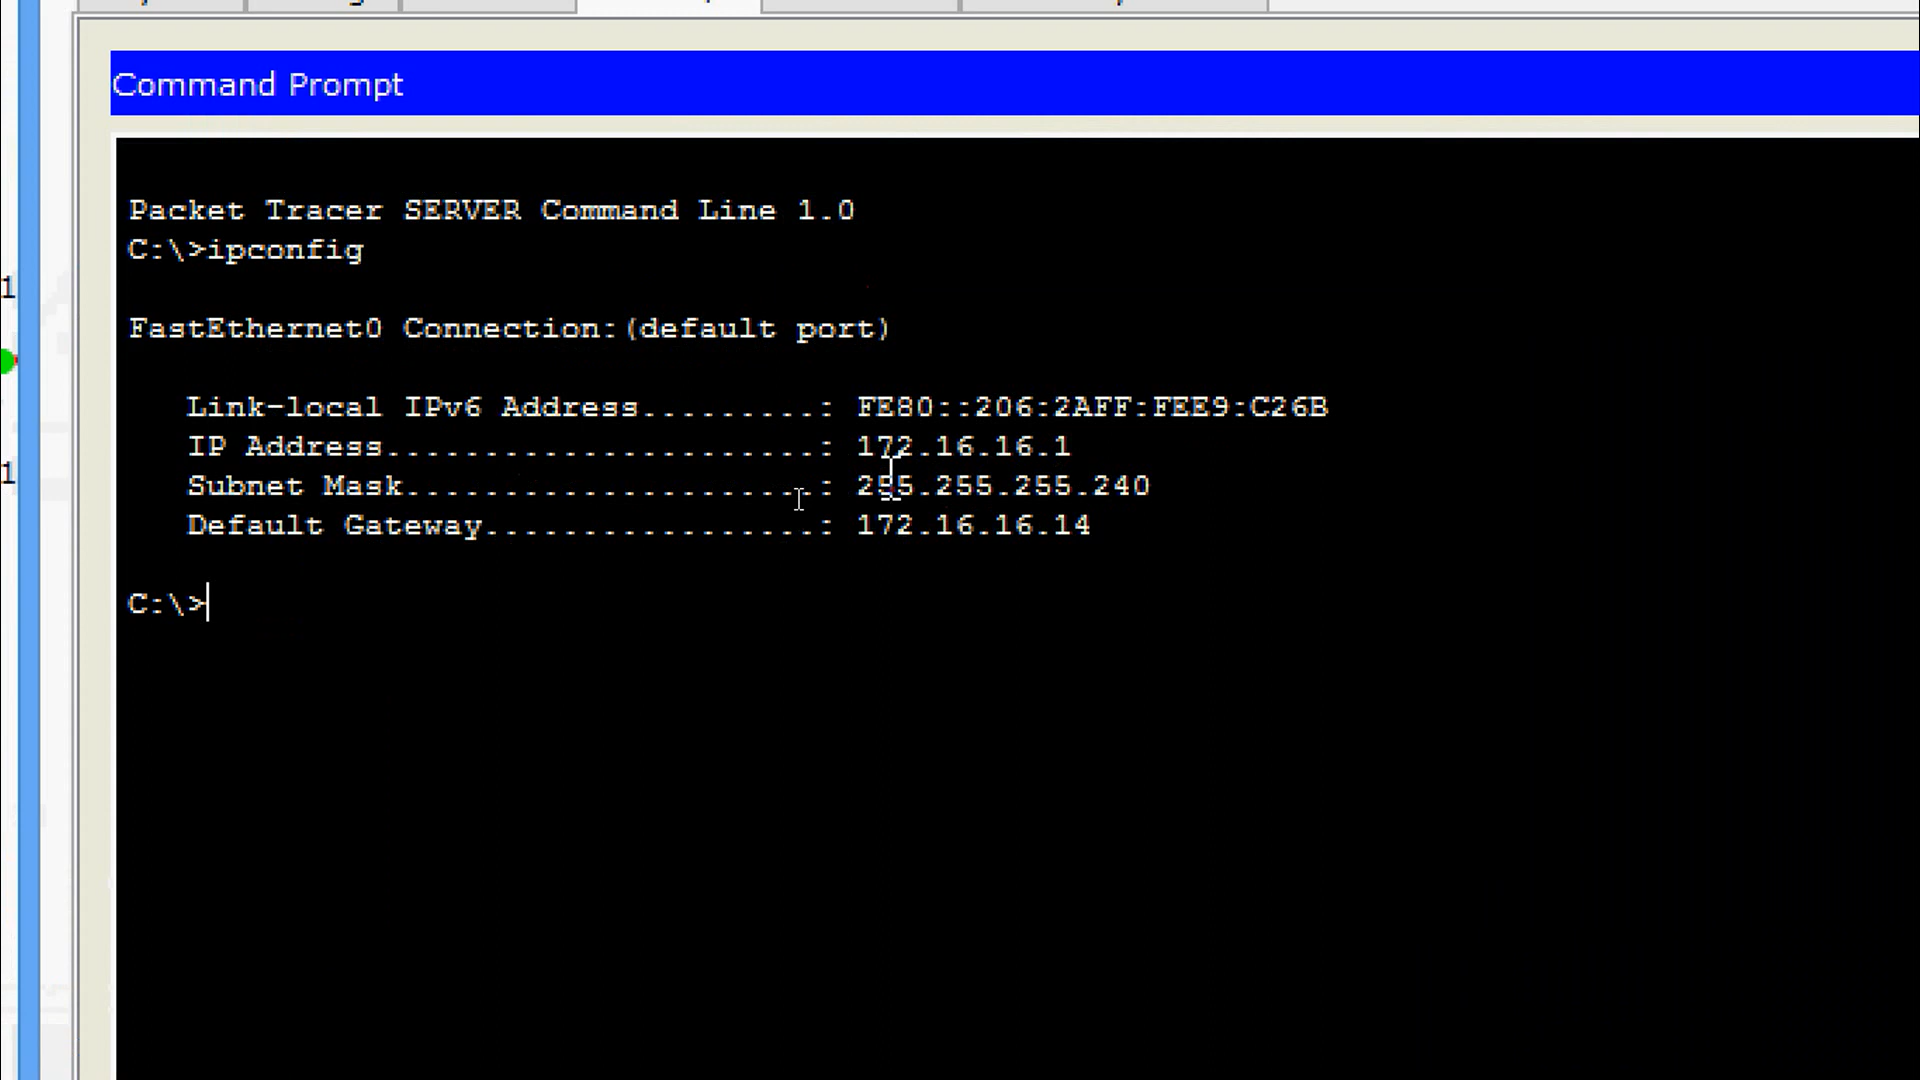 Command Prompt
Packet Tracer SERVER Command Line 1.0
C:\>ipconfig
FastEthernet0 Connection:(default port)
Link-local IPv6 Address.........: FE80::206:2AFF:FEE9:C26B
IP Address......................: 172.16.16.1
Subnet Mask.....................: 255.255.255.240
Default Gateway.................: 172.16.16.14
C:\>
1
1